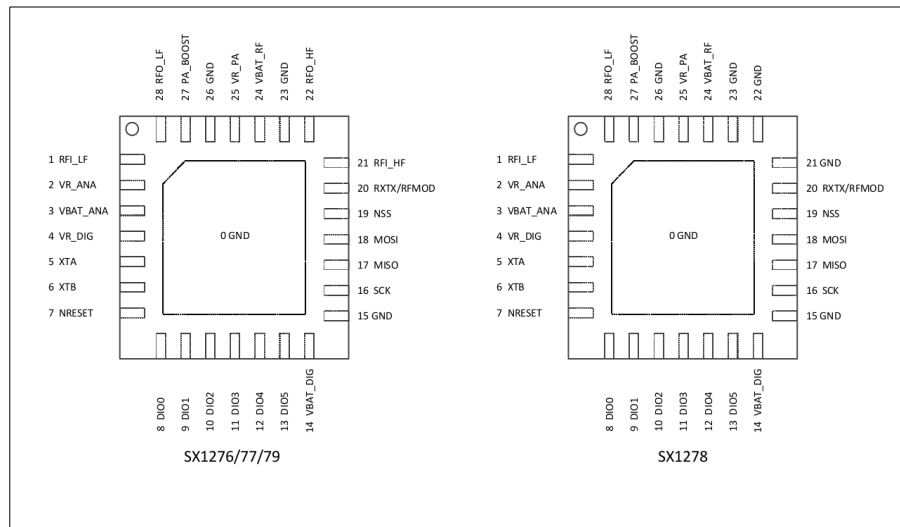 28 RFO_LF
27 PA_BOOST
26 GND
25 VR_PA
24 VBAT_RF
23 GND
22 RFO_HF
1 RFI_LF
2 VR_ANA
3 VBAT_ANA
4 VR_DIG
5 XTA
6 XTB
7 NRESET
0 GND
21 RFI_HF
20 RXTX/RFMOD
19 NSS
18 MOSI
17 MISO
16 SCK
15 GND
8 DIO0
9 DIO1
10 DIO2
11 DIO3
12 DIO4
13 DIO5
14 VBAT_DIG
SX1276/77/79
28 RFO_LF
27 PA_BOOST
26 GND
25 VR_PA
24 VBAT_RF
23 GND
22 GND
1 RFI_LF
2 VR_ANA
3 VBAT_ANA
4 VR_DIG
5 XTA
6 XTB
7 NRESET
0 GND
21 GND
20 RXTX/RFMOD
19 NSS
18 MOSI
17 MISO
16 SCK
15 GND
8 DIO0
9 DIO1
10 DIO2
11 DIO3
12 DIO4
13 DIO5
14 VBAT_DIG
SX1278